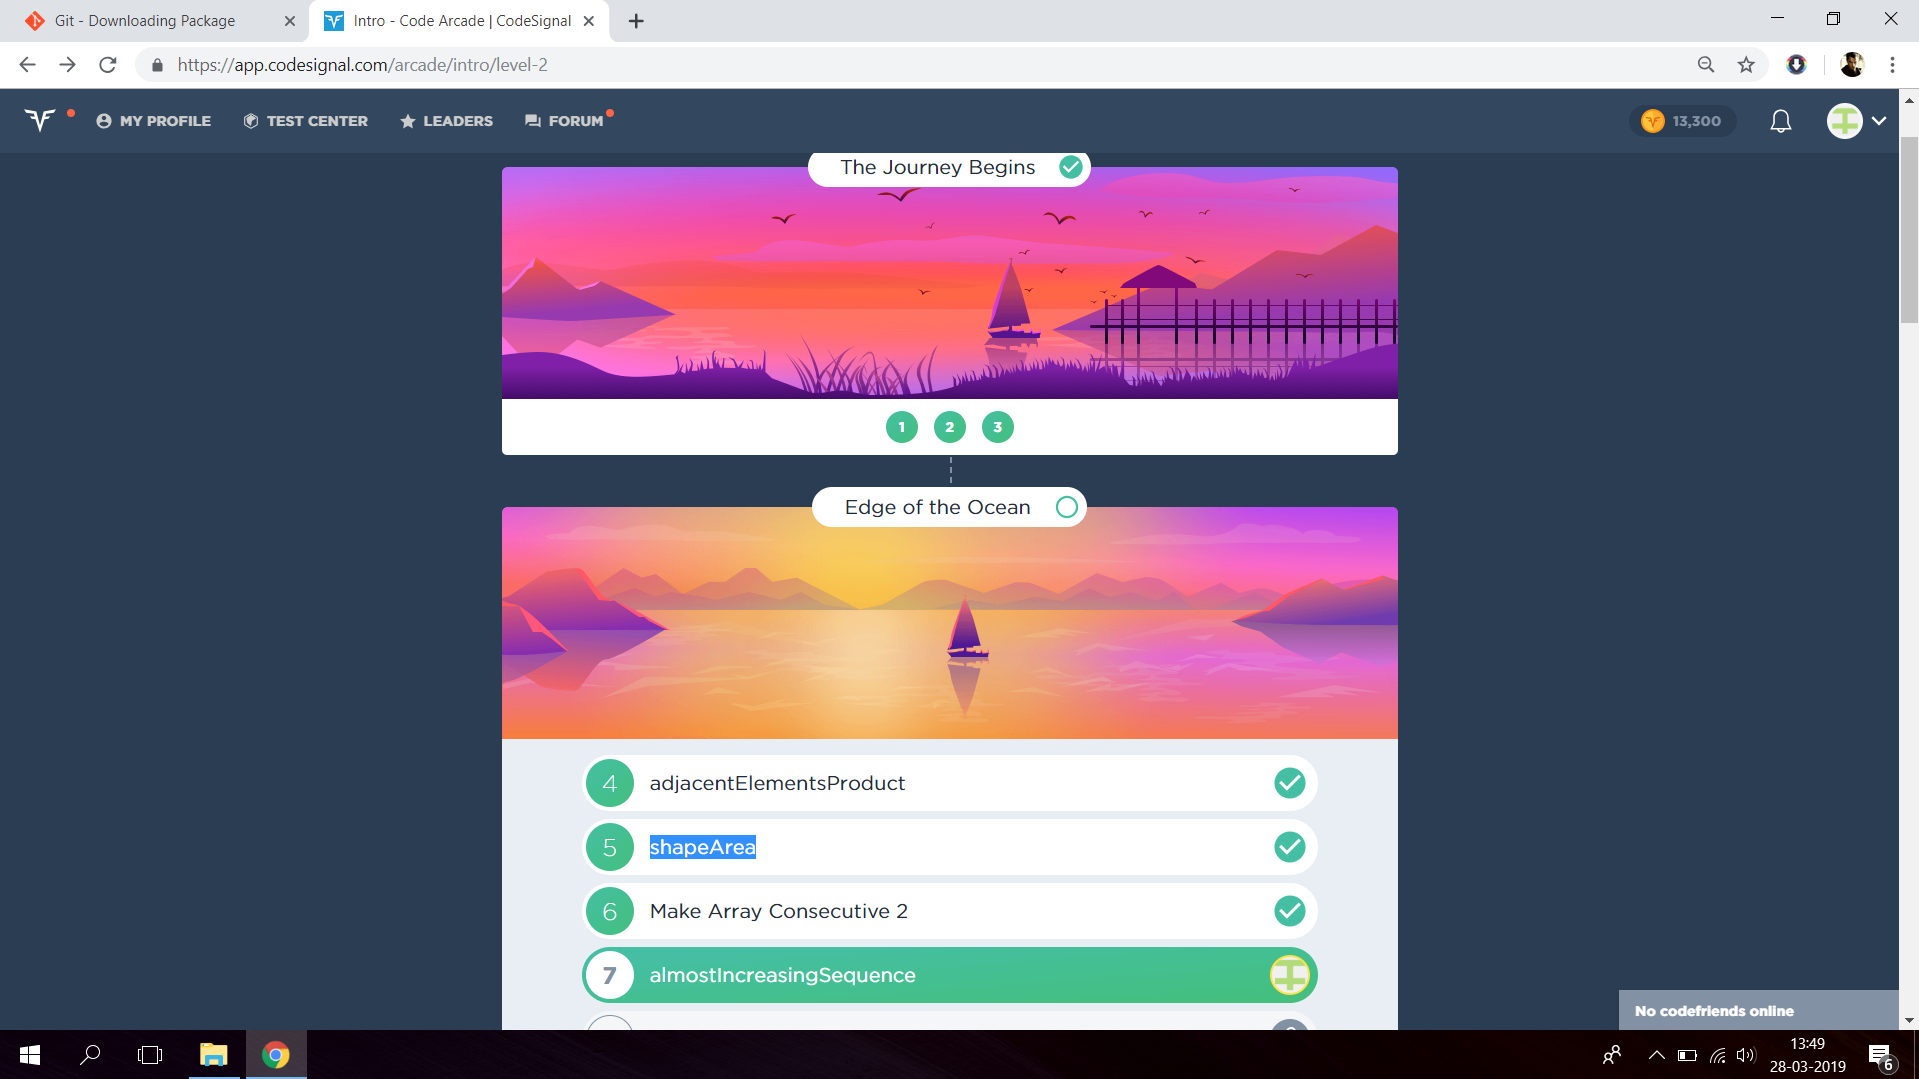 Git - Downloading Package
Intro - Code Arcade | CodeSignal
https://app.codesignal.com/arcade/intro/level-2
MY PROFILE
TEST CENTER
LEADERS
FORUM
13,300
The Journey Begins
1 2 3
Edge of the Ocean
4 adjacentElementsProduct
5 shapeArea
6 Make Array Consecutive 2
7 almostIncreasingSequence
No codefriends online
13:49
28-03-2019
6